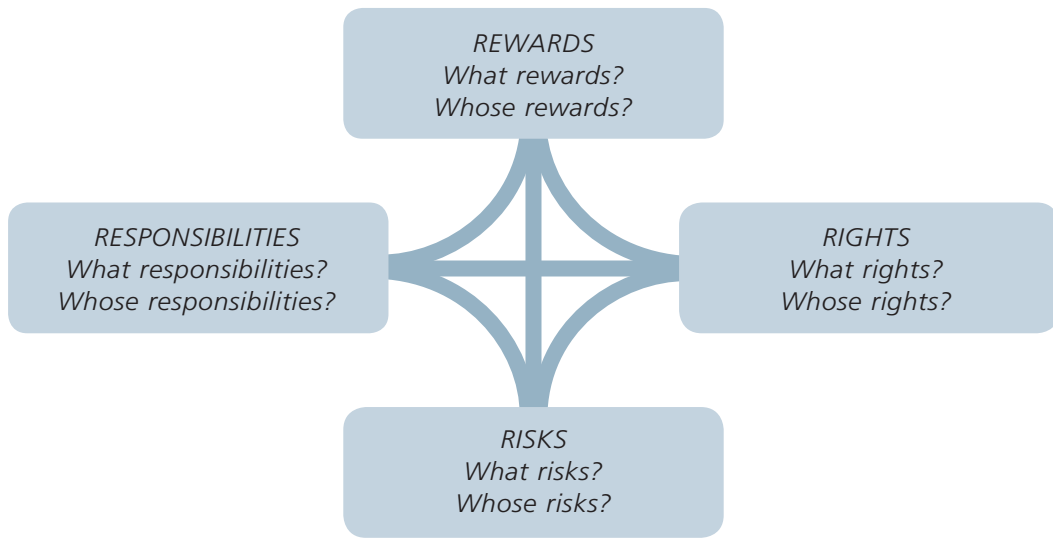 REWARDS
What rewards?
Whose rewards?
RESPONSIBILITIES
What responsibilities?
Whose responsibilities?
RIGHTS
What rights?
Whose rights?
RISKS
What risks?
Whose risks?